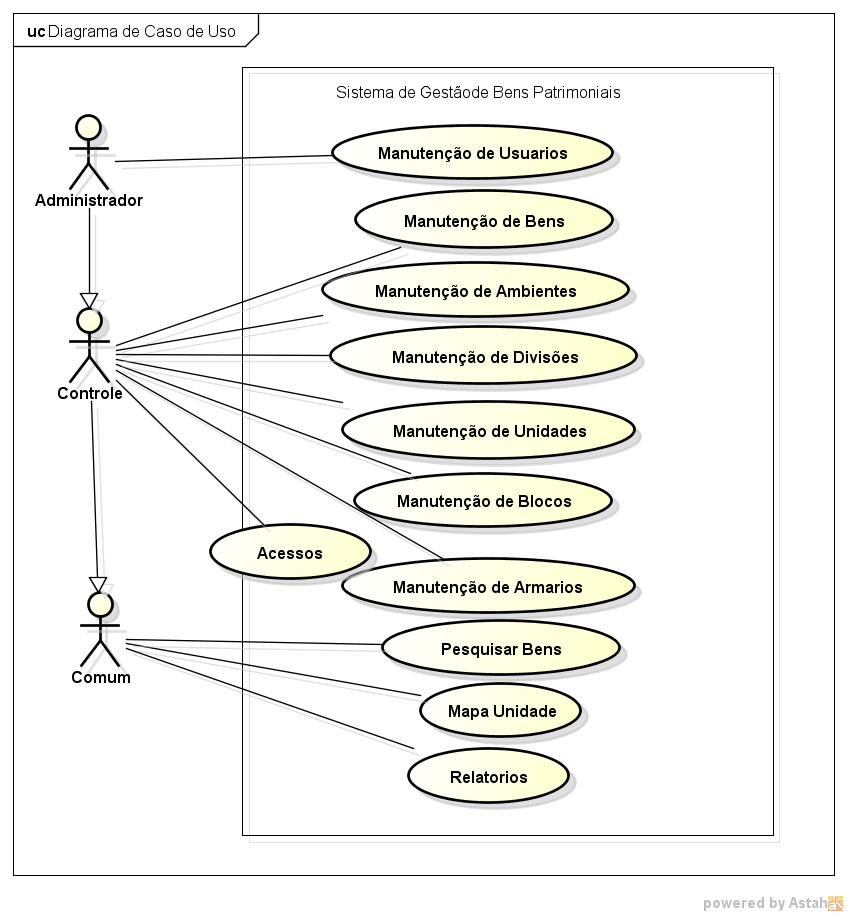 uc Diagrama de Caso de Uso
Sistema de Gestãode Bens Patrimoniais
Manutenção de Usuarios
Administrador
Manutenção de Bens
Manutenção de Ambientes
Manutenção de Divisões
Controle
Manutenção de Unidades
Manutenção de Blocos
Acessos
Manutenção de Armarios
Pesquisar Bens
Comum
Mapa Unidade
Relatorios
powered by Astah